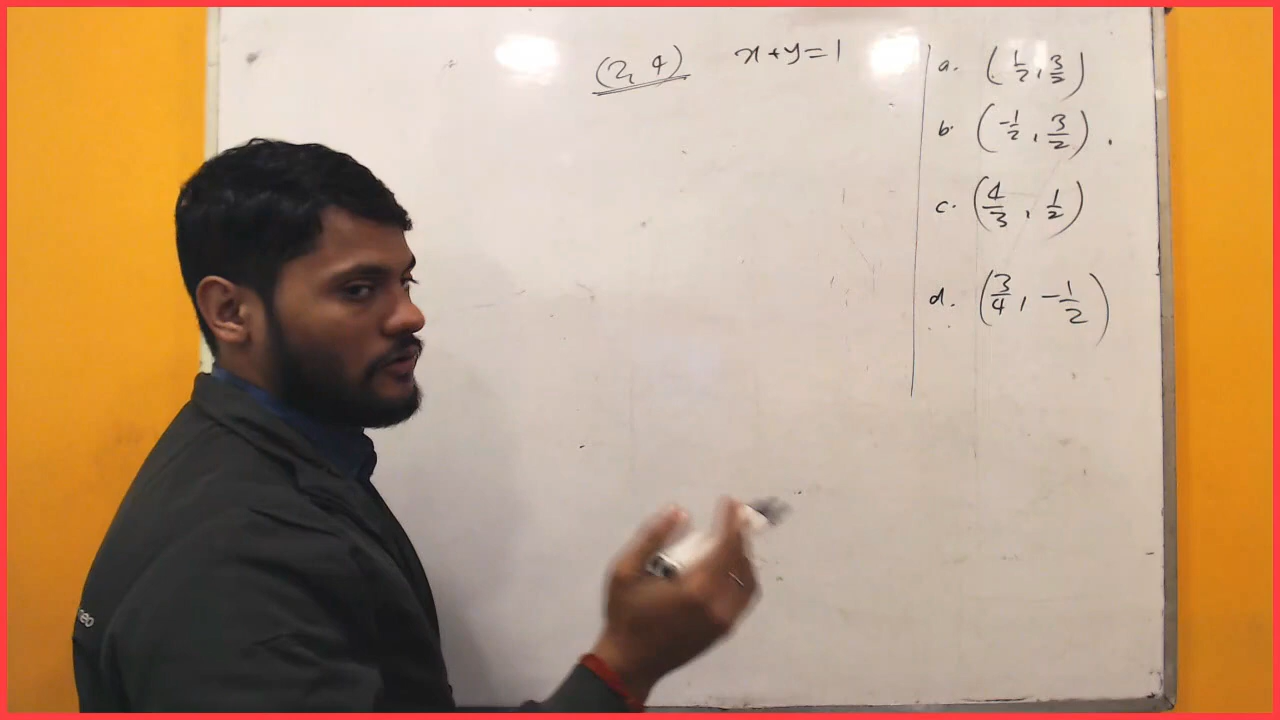 (2, 4) x+y=1
a. (1/2, 3/2)
b. (-1/2, 3/2).
c. (4/3, 1/2)
d. (3/4, -1/2)